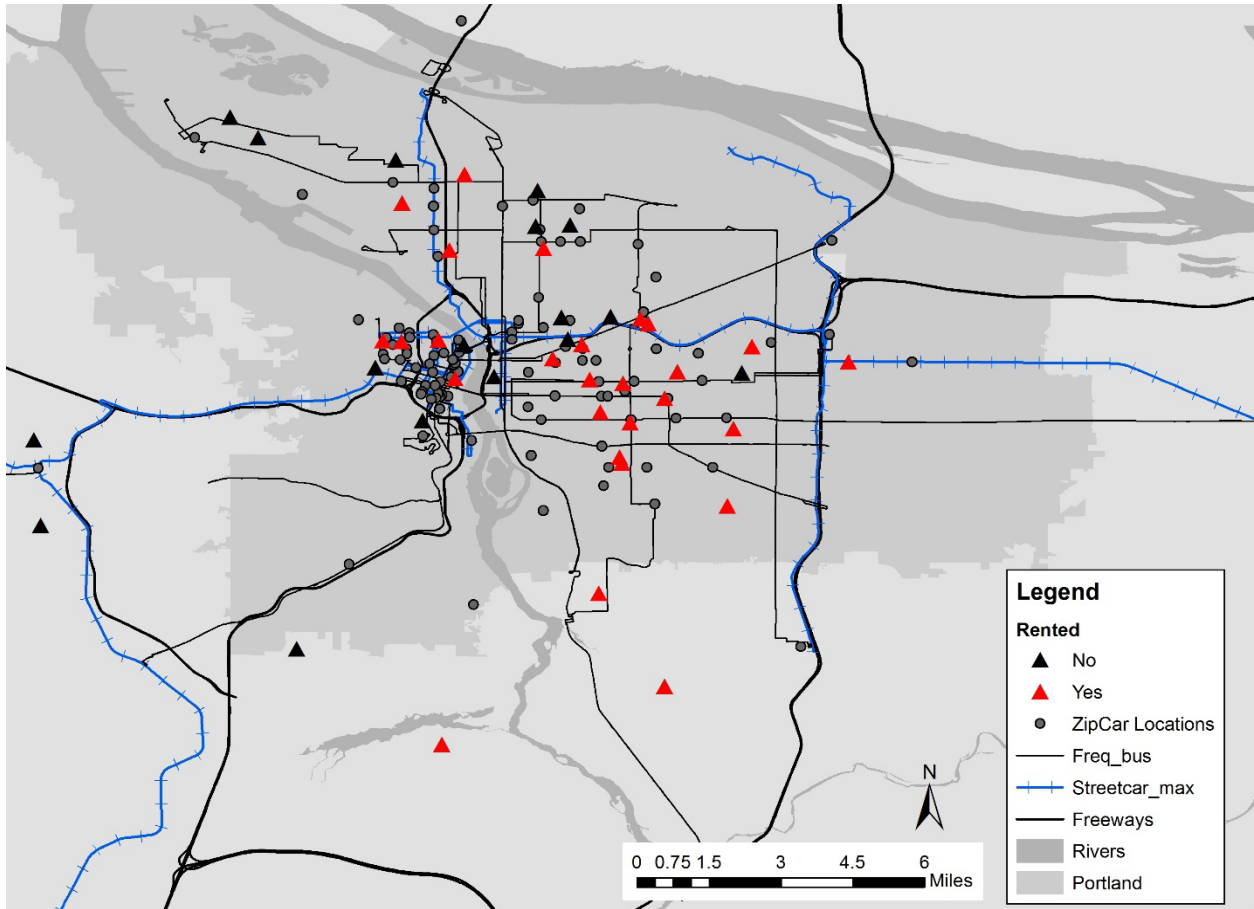 Legend
Rented
No
Yes
ZipCar Locations
Freq_bus
Streetcar_max
Freeways
Rivers
Portland
N
0 0.75 1.5 3 4.5 6
Miles